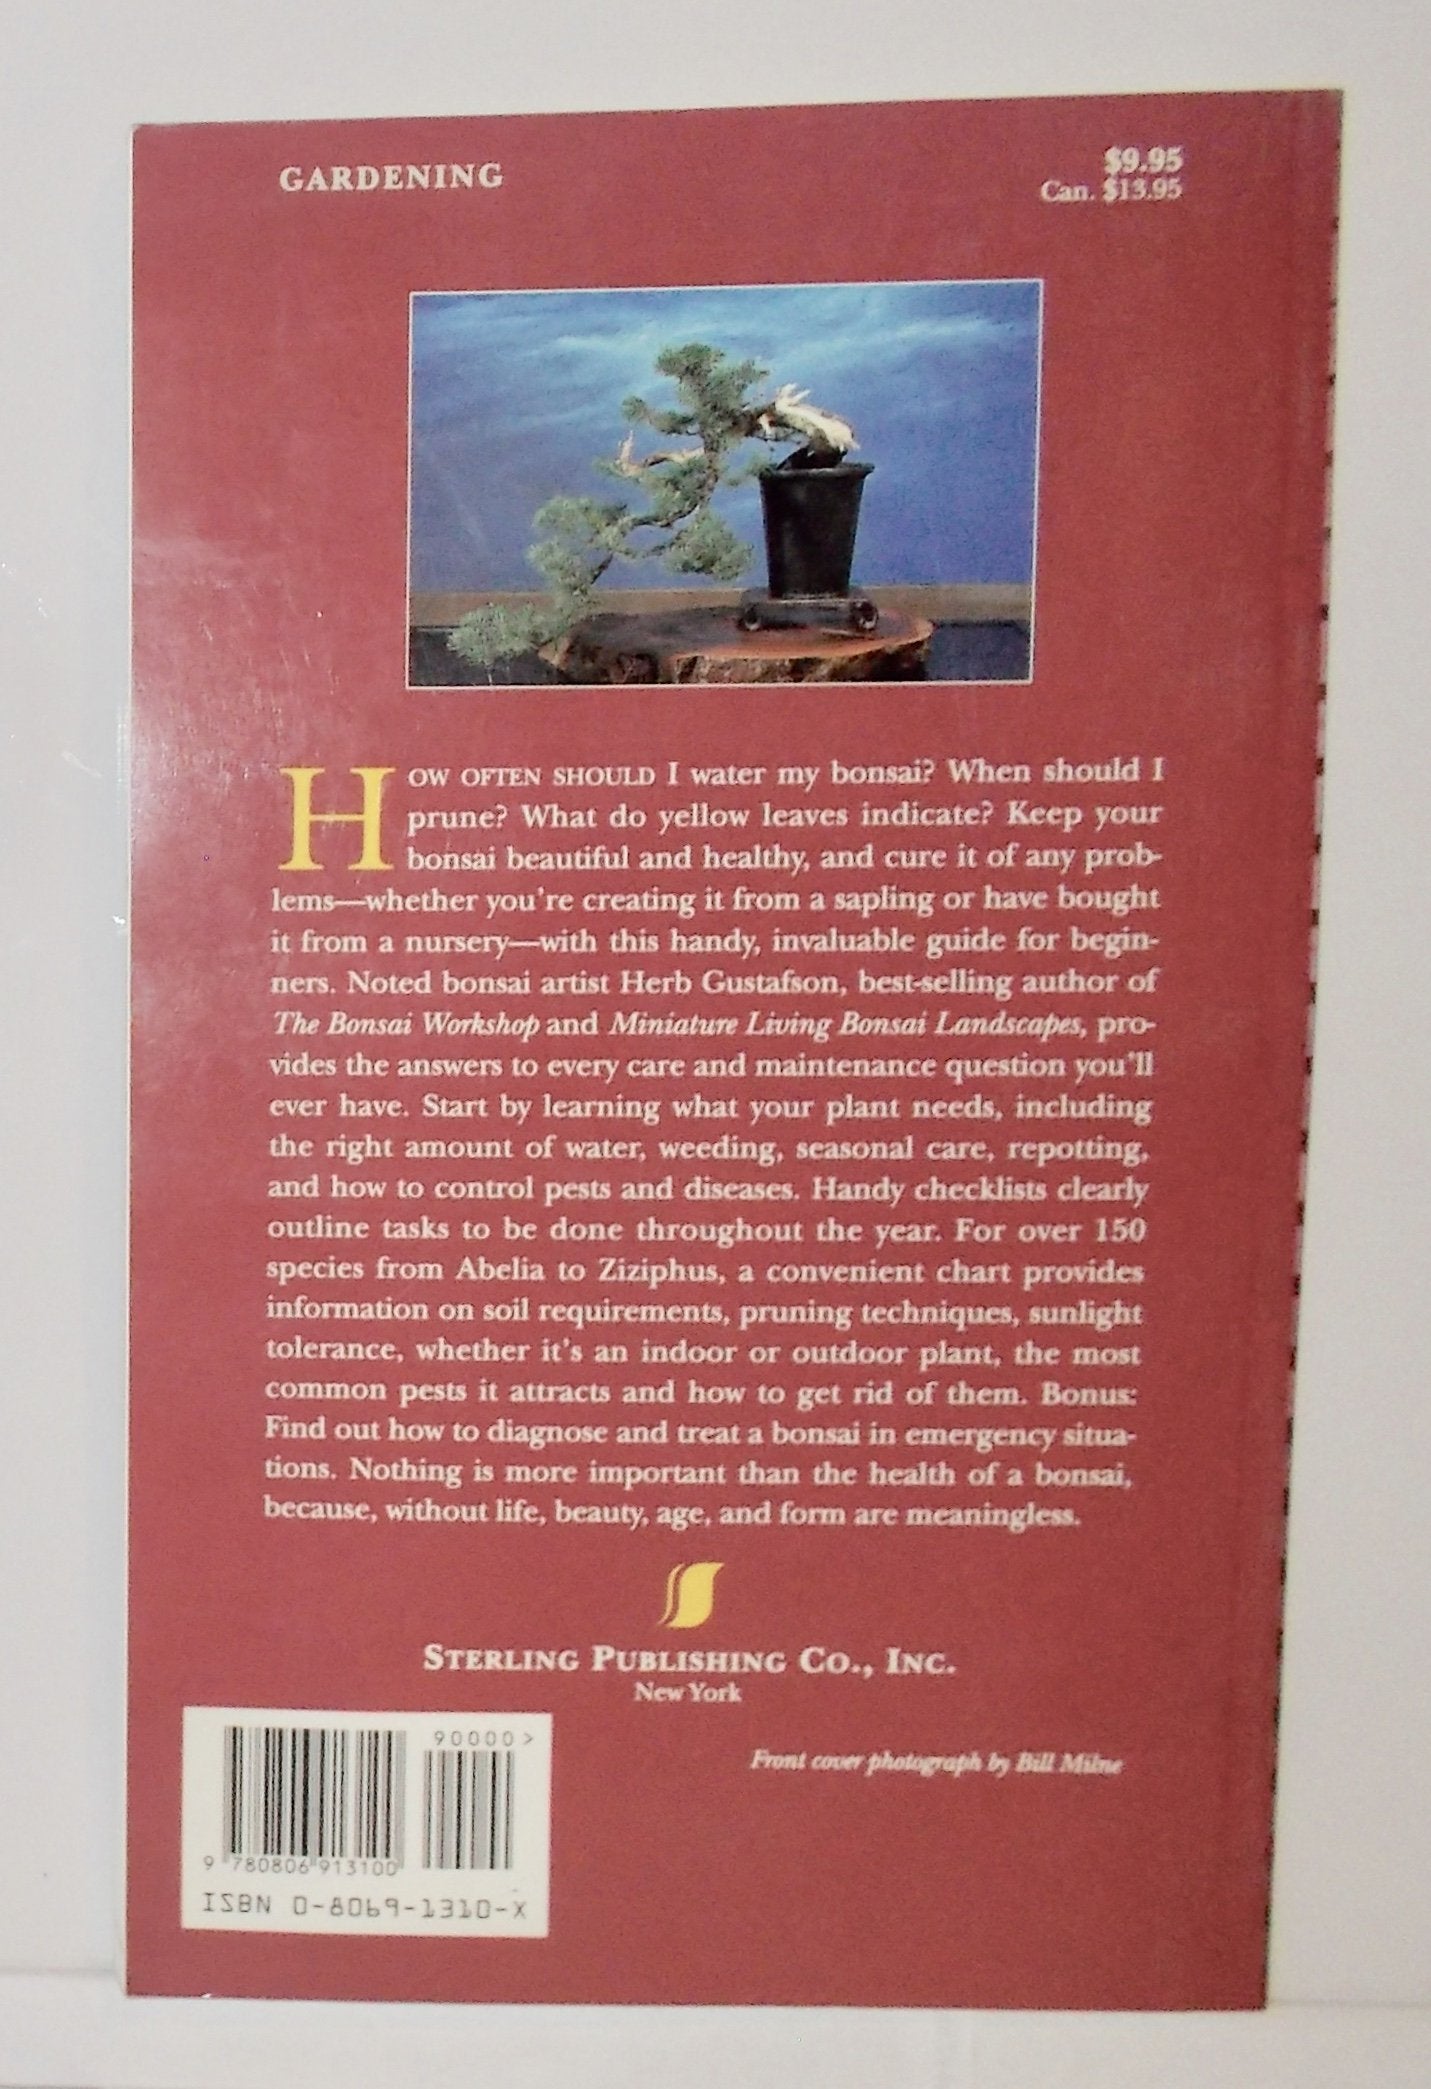 GARDENING
$9.95
Can. $13.95
HOW OFTEN SHOULD I water my bonsai? When should I
prune? What do yellow leaves indicate? Keep your
bonsai beautiful and healthy, and cure it of any prob-
lems—whether you're creating it from a sapling or have bought
it from a nursery—with this handy, invaluable guide for begin-
ners. Noted bonsai artist Herb Gustafson, best-selling author of
The Bonsai Workshop and Miniature Living Bonsai Landscapes, pro-
vides the answers to every care and maintenance question you'll
ever have. Start by learning what your plant needs, including
the right amount of water, weeding, seasonal care, repotting,
and how to control pests and diseases. Handy checklists clearly
outline tasks to be done throughout the year. For over 150
species from Abelia to Ziziphus, a convenient chart provides
information on soil requirements, pruning techniques, sunlight
tolerance, whether it's an indoor or outdoor plant, the most
common pests it attracts and how to get rid of them. Bonus:
Find out how to diagnose and treat a bonsai in emergency situa-
tions. Nothing is more important than the health of a bonsai,
because, without life, beauty, age, and form are meaningless.
STERLING PUBLISHING CO., INC.
New York
Front cover photograph by Bill Milne
90000>
9 780806 913100
ISBN 0-8069-1310-X